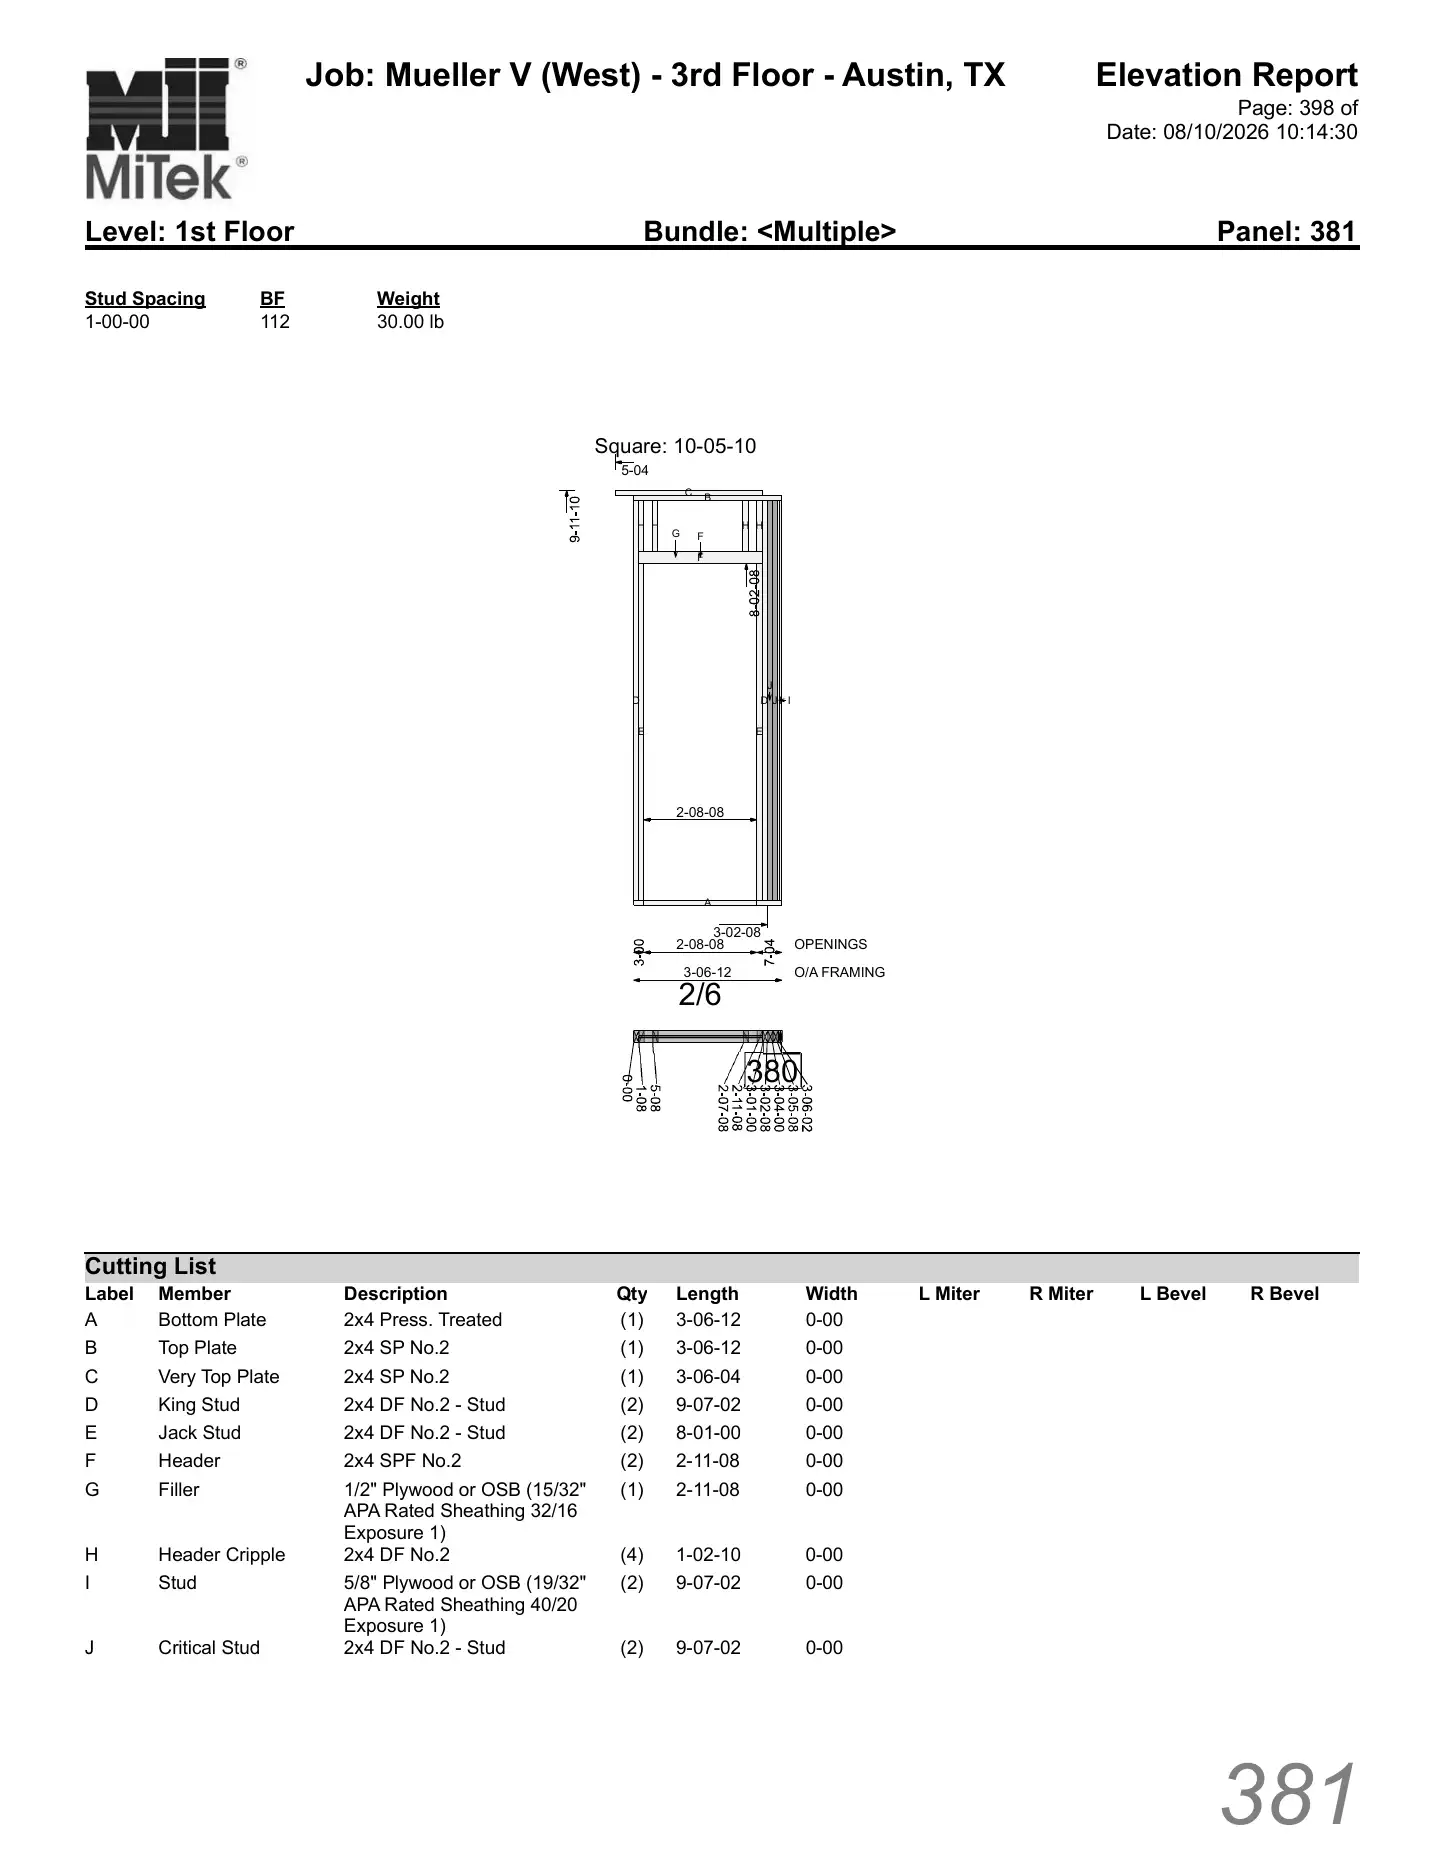 MiTek®
Job: Mueller V (West) - 3rd Floor - Austin, TX
Elevation Report
Page: 398 of
Date: 08/10/2026 10:14:30
Level: 1st Floor Bundle: <Multiple> Panel: 381
Stud Spacing BF Weight
1-00-00 112 30.00 lb
Square: 10-05-10
5-04
9-11-10
C
B
H H
G F
8-02-08
J
D D J I
E E
2-08-08
A
3-02-08
3-00 2-08-08 7-04 OPENINGS
3-06-12 O/A FRAMING
2/6
380
0-00 1-08 5-08 2-07-08 2-11-08 3-01-00 3-02-08 3-04-00 3-05-08 3-06-02
Cutting List
Label Member Description Qty Length Width L Miter R Miter L Bevel R Bevel
A Bottom Plate 2x4 Press. Treated (1) 3-06-12 0-00
B Top Plate 2x4 SP No.2 (1) 3-06-12 0-00
C Very Top Plate 2x4 SP No.2 (1) 3-06-04 0-00
D King Stud 2x4 DF No.2 - Stud (2) 9-07-02 0-00
E Jack Stud 2x4 DF No.2 - Stud (2) 8-01-00 0-00
F Header 2x4 SPF No.2 (2) 2-11-08 0-00
G Filler 1/2" Plywood or OSB (15/32" (1) 2-11-08 0-00
APA Rated Sheathing 32/16
Exposure 1)
H Header Cripple 2x4 DF No.2 (4) 1-02-10 0-00
I Stud 5/8" Plywood or OSB (19/32" (2) 9-07-02 0-00
APA Rated Sheathing 40/20
Exposure 1)
J Critical Stud 2x4 DF No.2 - Stud (2) 9-07-02 0-00
381